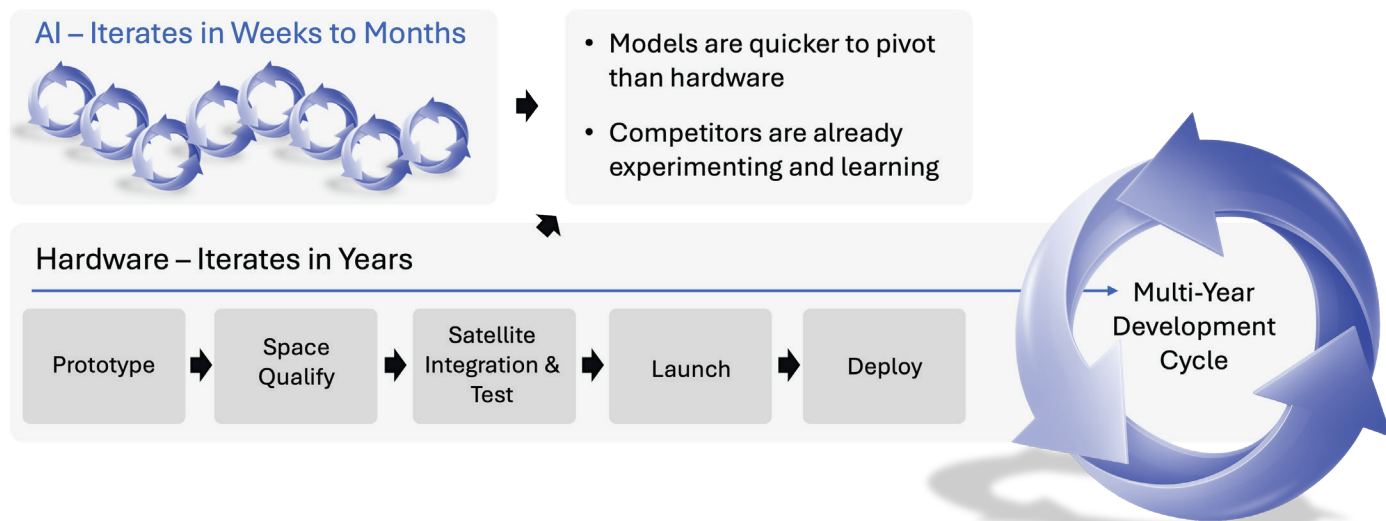 AI – Iterates in Weeks to Months
• Models are quicker to pivot
than hardware
• Competitors are already
experimenting and learning
Hardware – Iterates in Years
Prototype
Space
Qualify
Satellite
Integration &
Test
Launch
Deploy
Multi-Year
Development
Cycle